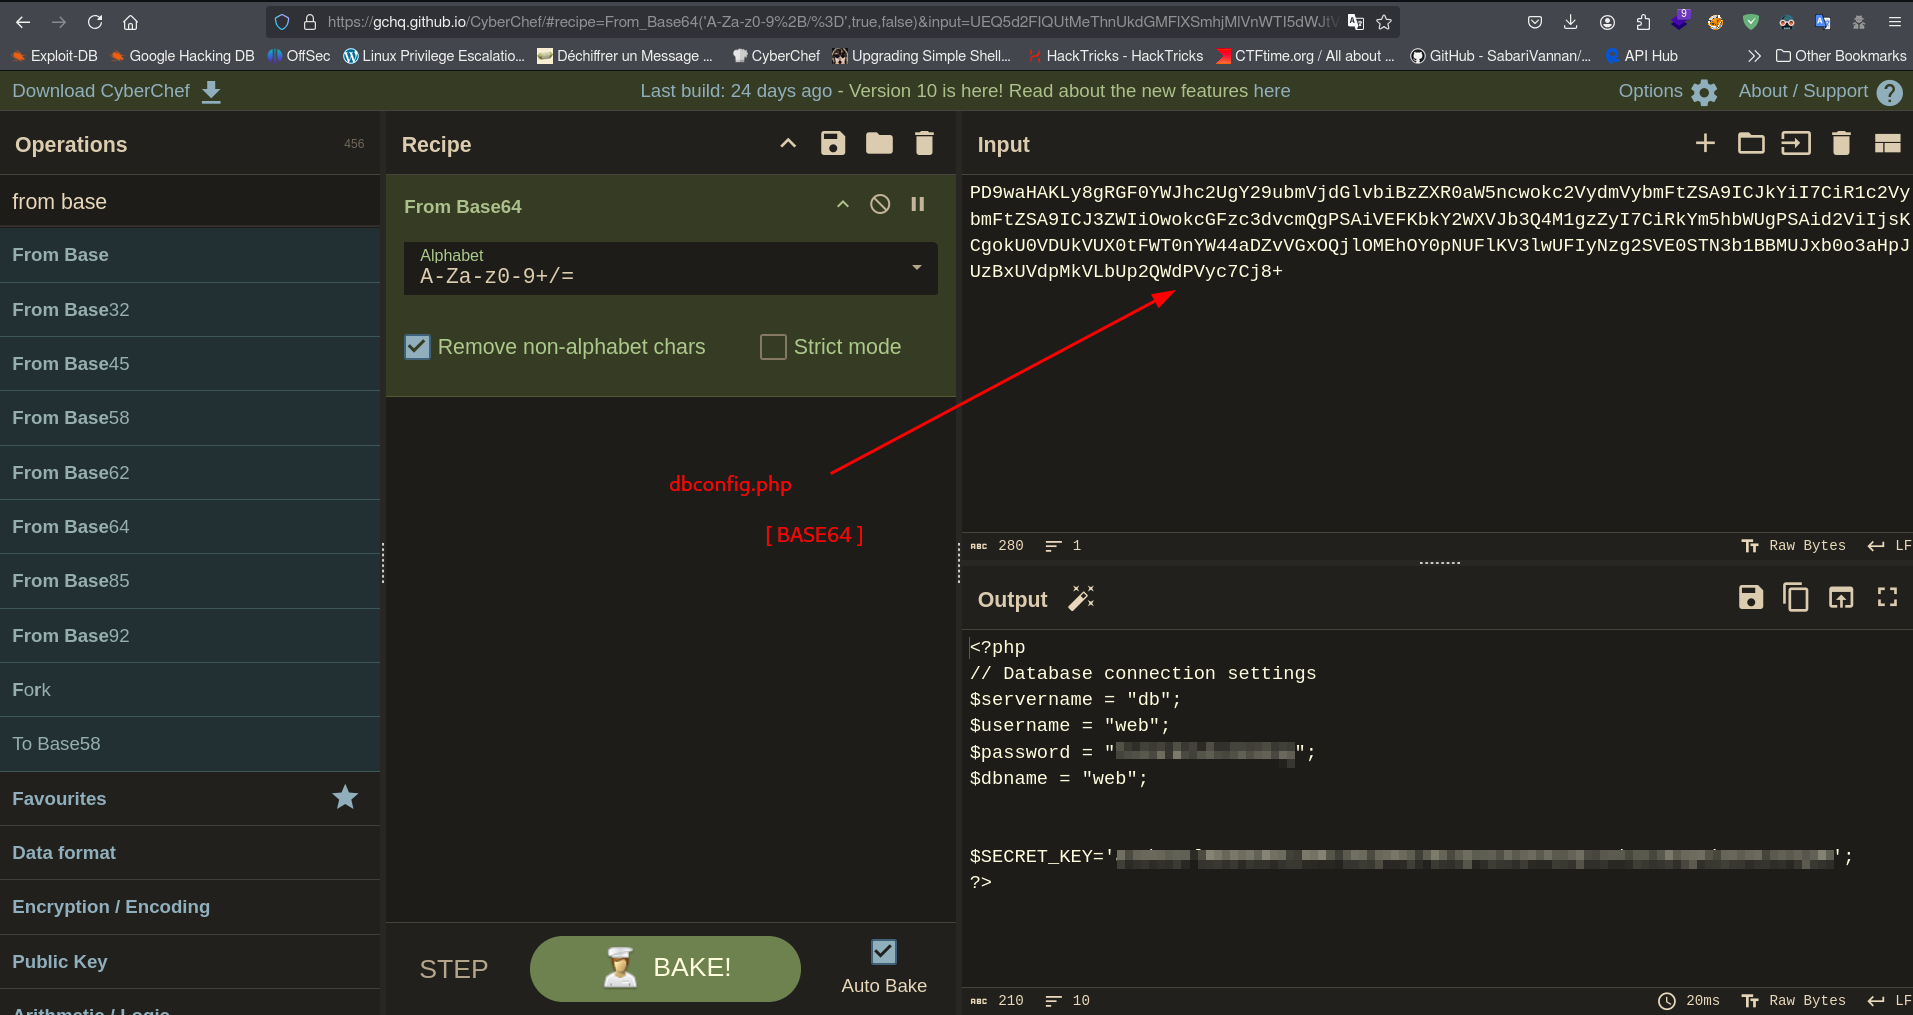 https://gchq.github.io/CyberChef/#recipe=From_Base64('A-Za-z0-9%2B/%3D',true,false)&input=
9
Exploit-DB Google Hacking DB OffSec Linux Privilege Escalatio... Déchiffrer un Message ... CyberChef Upgrading Simple Shell... HackTricks - HackTricks CTFtime.org / All about ... GitHub - SabariVannan/... API Hub Other Bookmarks
Download CyberChef Last build: 24 days ago - Version 10 is here! Read about the new features here Options About / Support
Operations 456
from base
From Base
From Base32
From Base45
From Base58
From Base62
From Base64
From Base85
From Base92
Fork
To Base58
Favourites
Data format
Encryption / Encoding
Public Key
Arithmetic / Logic
Recipe
From Base64
Alphabet
A-Za-z0-9+/=
Remove non-alphabet chars Strict mode
dbconfig.php
[ BASE64 ]
STEP BAKE! Auto Bake
Input
ABC 280 1 Raw Bytes LF
Output
<?php
// Database connection settings
$servername = "db";
$username = "web";
$password = "";
$dbname = "web";
$SECRET_KEY='';
?>
ABC 210 10 20ms Raw Bytes LF